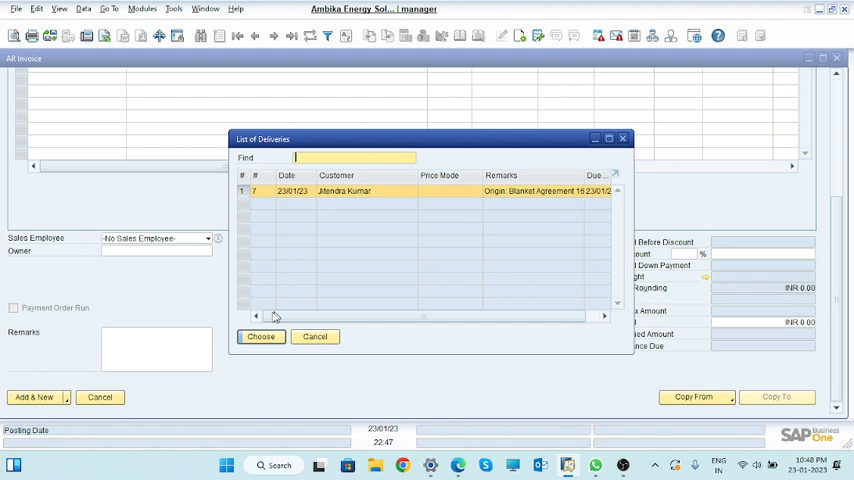 File Edit View Data Go To Modules Tools Window Help Ambika Energy Sol... l manager
AR Invoice
List of Deliveries
Find
# # Date Customer Price Mode Remarks Due ...
1 7 23/01/23 Jitendra Kumar Origin: Blanket Agreement 16 23/01/2
Sales Employee -No Sales Employee-
Owner
Payment Order Run
Remarks
d Before Discount
count %
l Down Payment
ght
Rounding INR 0.00
x Amount
l INR 0.00
ied Amount
nce Due
Choose Cancel
Add & New Cancel Copy From Copy To
Posting Date 23/01/23
22:47
SAP Business One
Search ENG IN 10:48 PM 23-01-2023